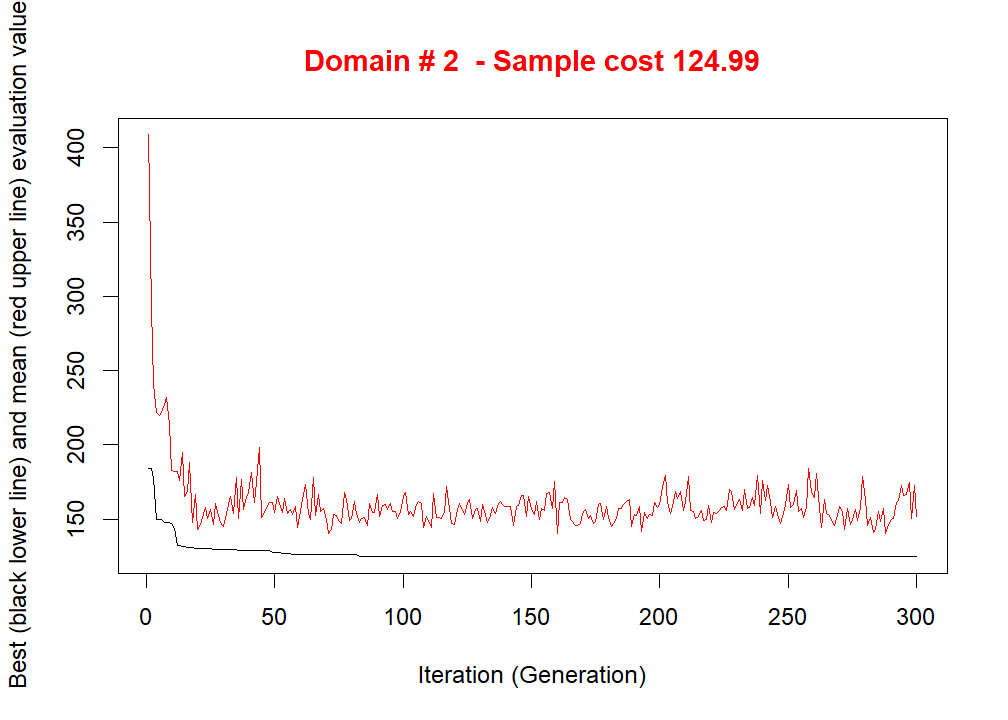 Domain # 2  - Sample cost 124.99
Best (black lower line) and mean (red upper line) evaluation value
400
350
300
250
200
150
0 50 100 150 200 250 300
Iteration (Generation)